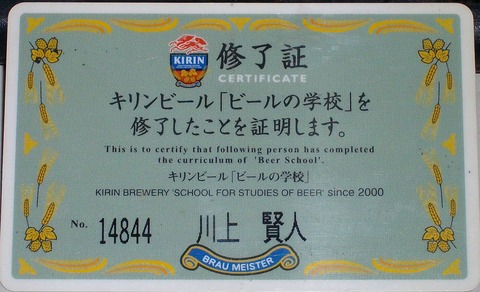 KIRIN
修了証
CERTIFICATE
キリンビール「ビールの学校」を
修了したことを証明します。
This is to certify that following person has completed
the curriculum of 'Beer School'.
キリンビール「ビールの学校」
KIRIN BREWERY 'SCHOOL FOR STUDIES OF BEER' since 2000
No. 14844 川上 賢人
BRAU MEISTER